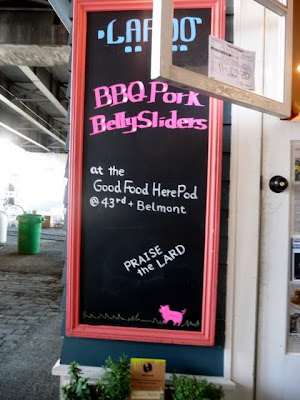 LARDO
BBQ Pork
Belly Sliders
at the
Good Food Here Pod
@ 43rd + Belmont
PRAISE
the LARD